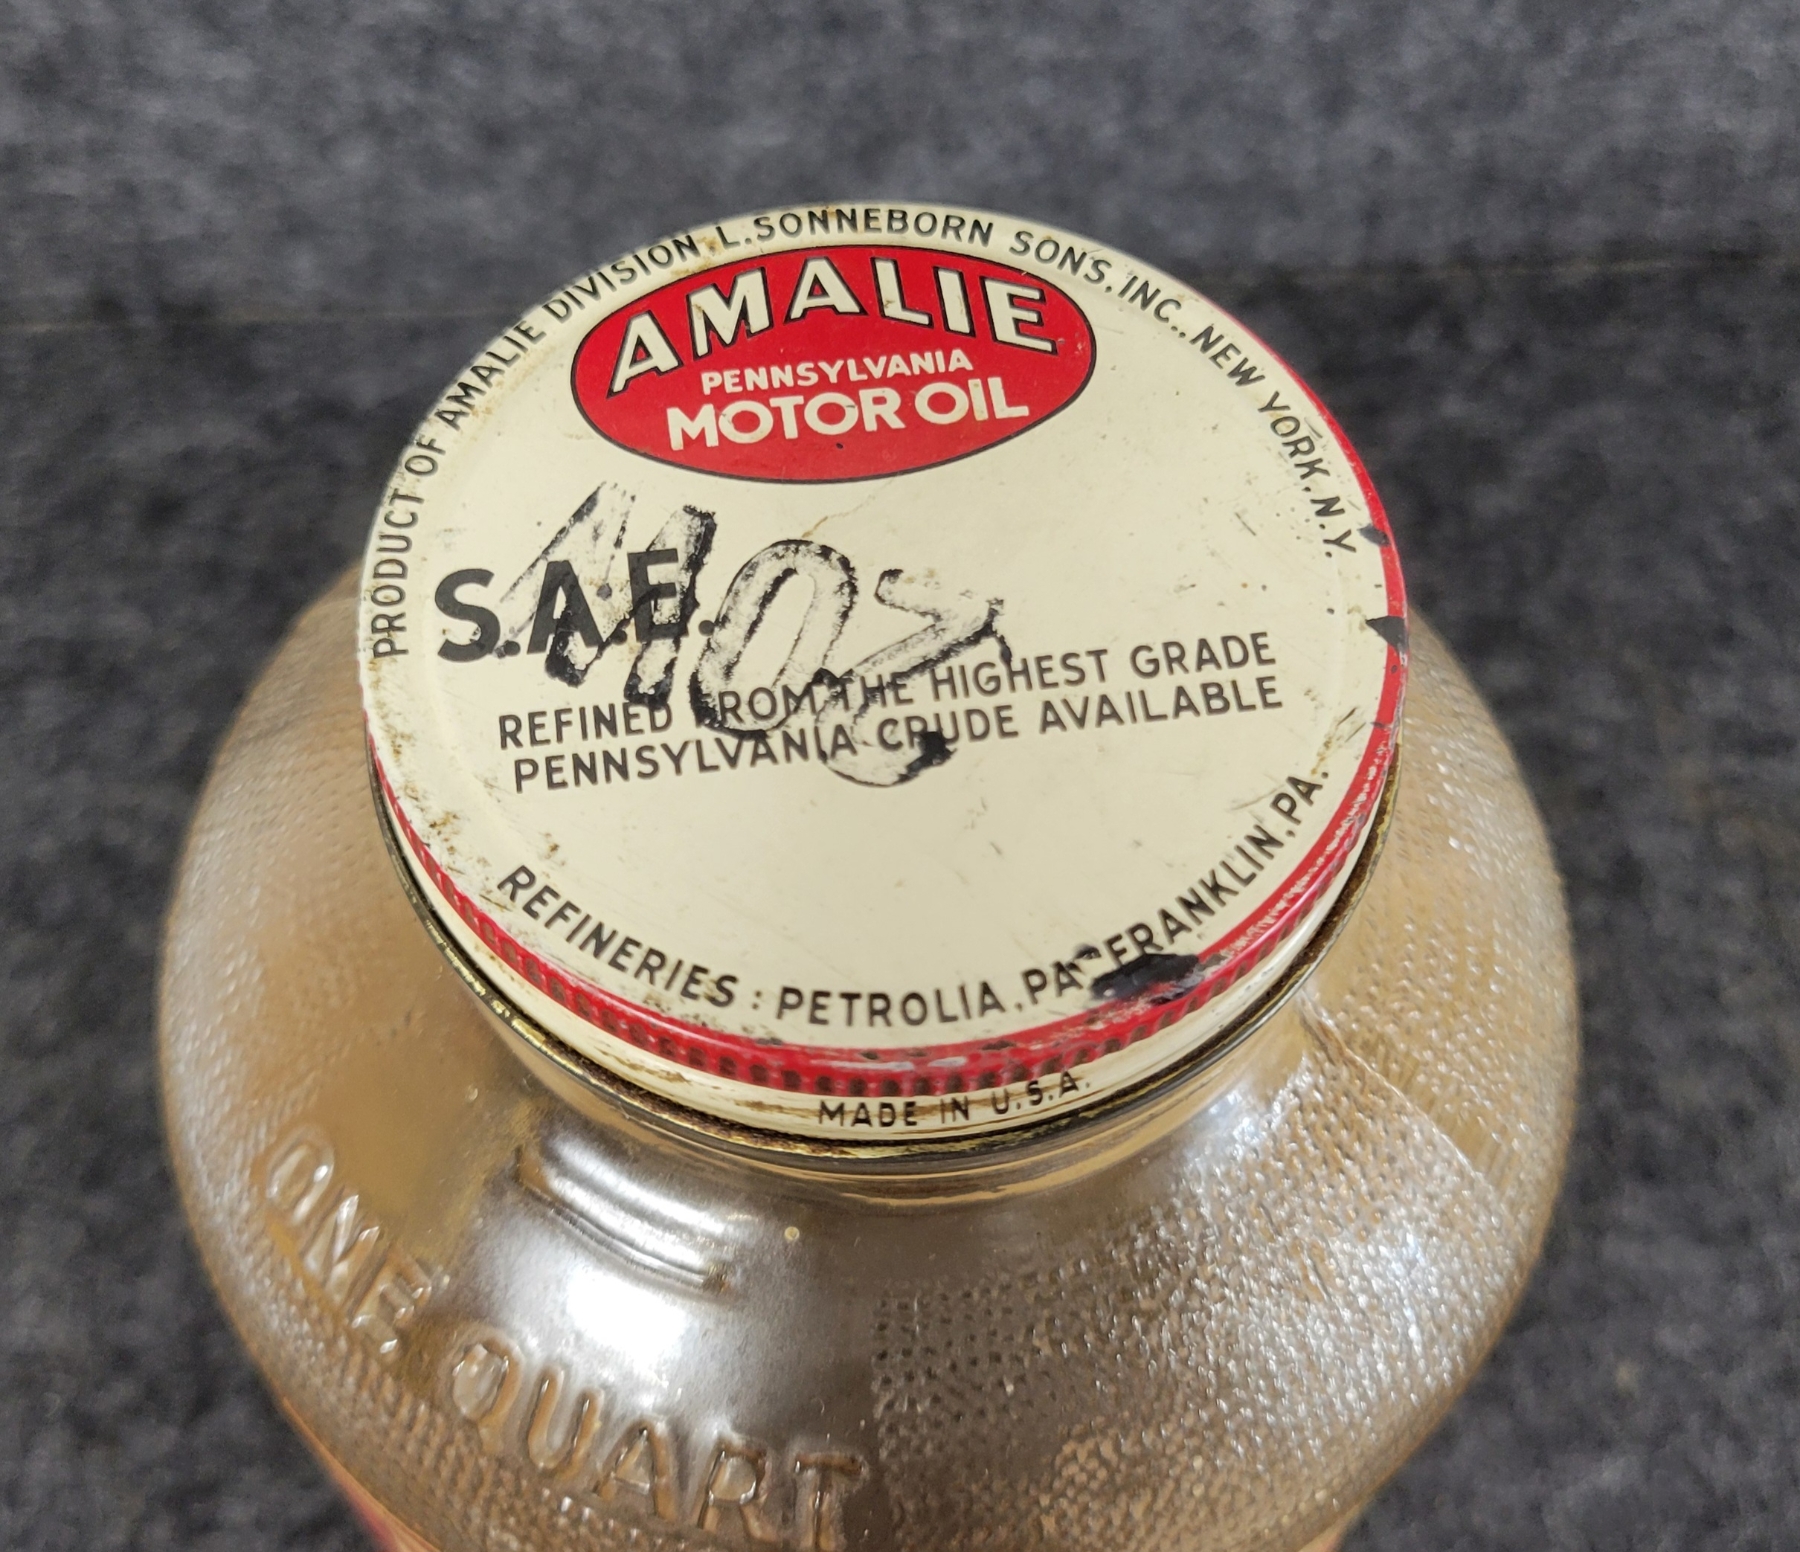 PRODUCT OF AMALIE DIVISION, L. SONNEBORN SONS, INC., NEW YORK, N.Y.
AMALIE
PENNSYLVANIA
MOTOR OIL
S.A.E.
REFINED FROM THE HIGHEST GRADE
PENNSYLVANIA CRUDE AVAILABLE
REFINERIES: PETROLIA, PA. FRANKLIN, PA.
MADE IN U.S.A.
ONE QUART